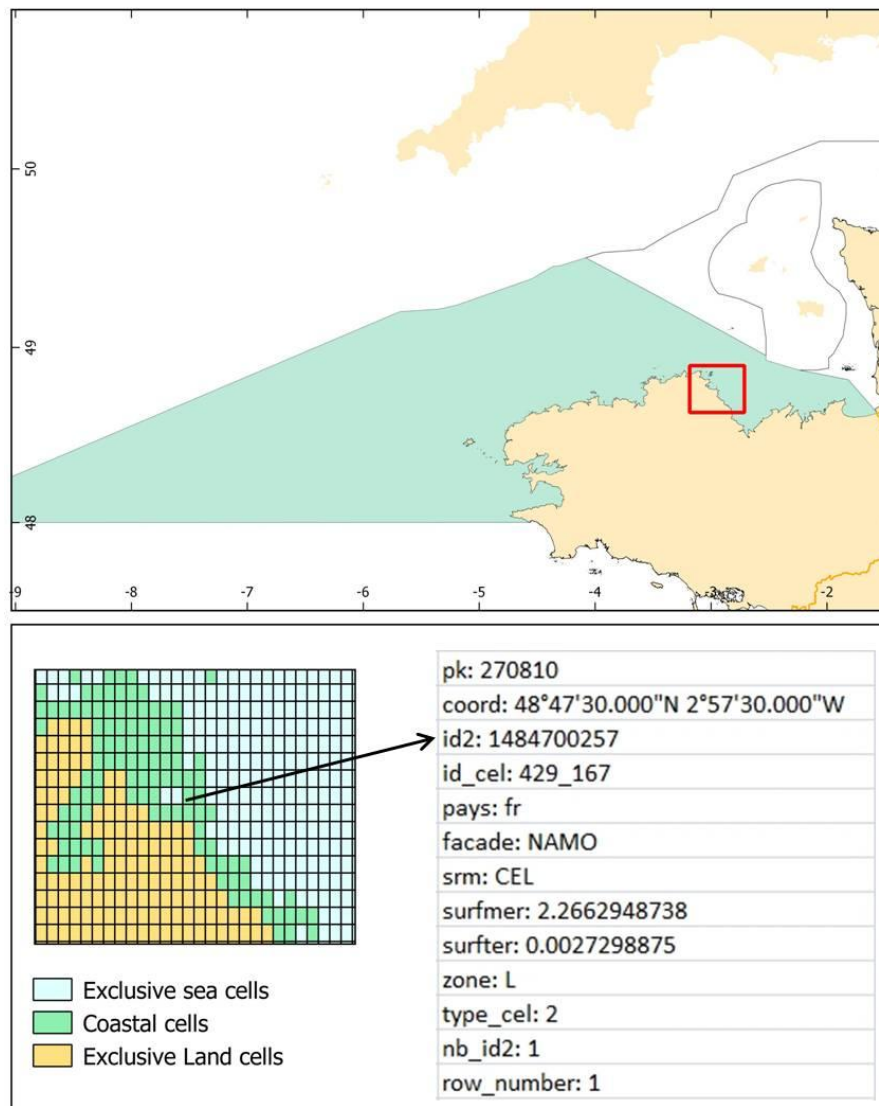 50
49
48
-9
-8
-7
-6
-5
-4
-3
-2
pk: 270810
coord: 48°47'30.000"N 2°57'30.000"W
id2: 1484700257
id_cel: 429_167
pays: fr
facade: NAMO
srm: CEL
surfmer: 2.2662948738
surfter: 0.0027298875
zone: L
type_cel: 2
nb_id2: 1
row_number: 1
Exclusive sea cells
Coastal cells
Exclusive Land cells